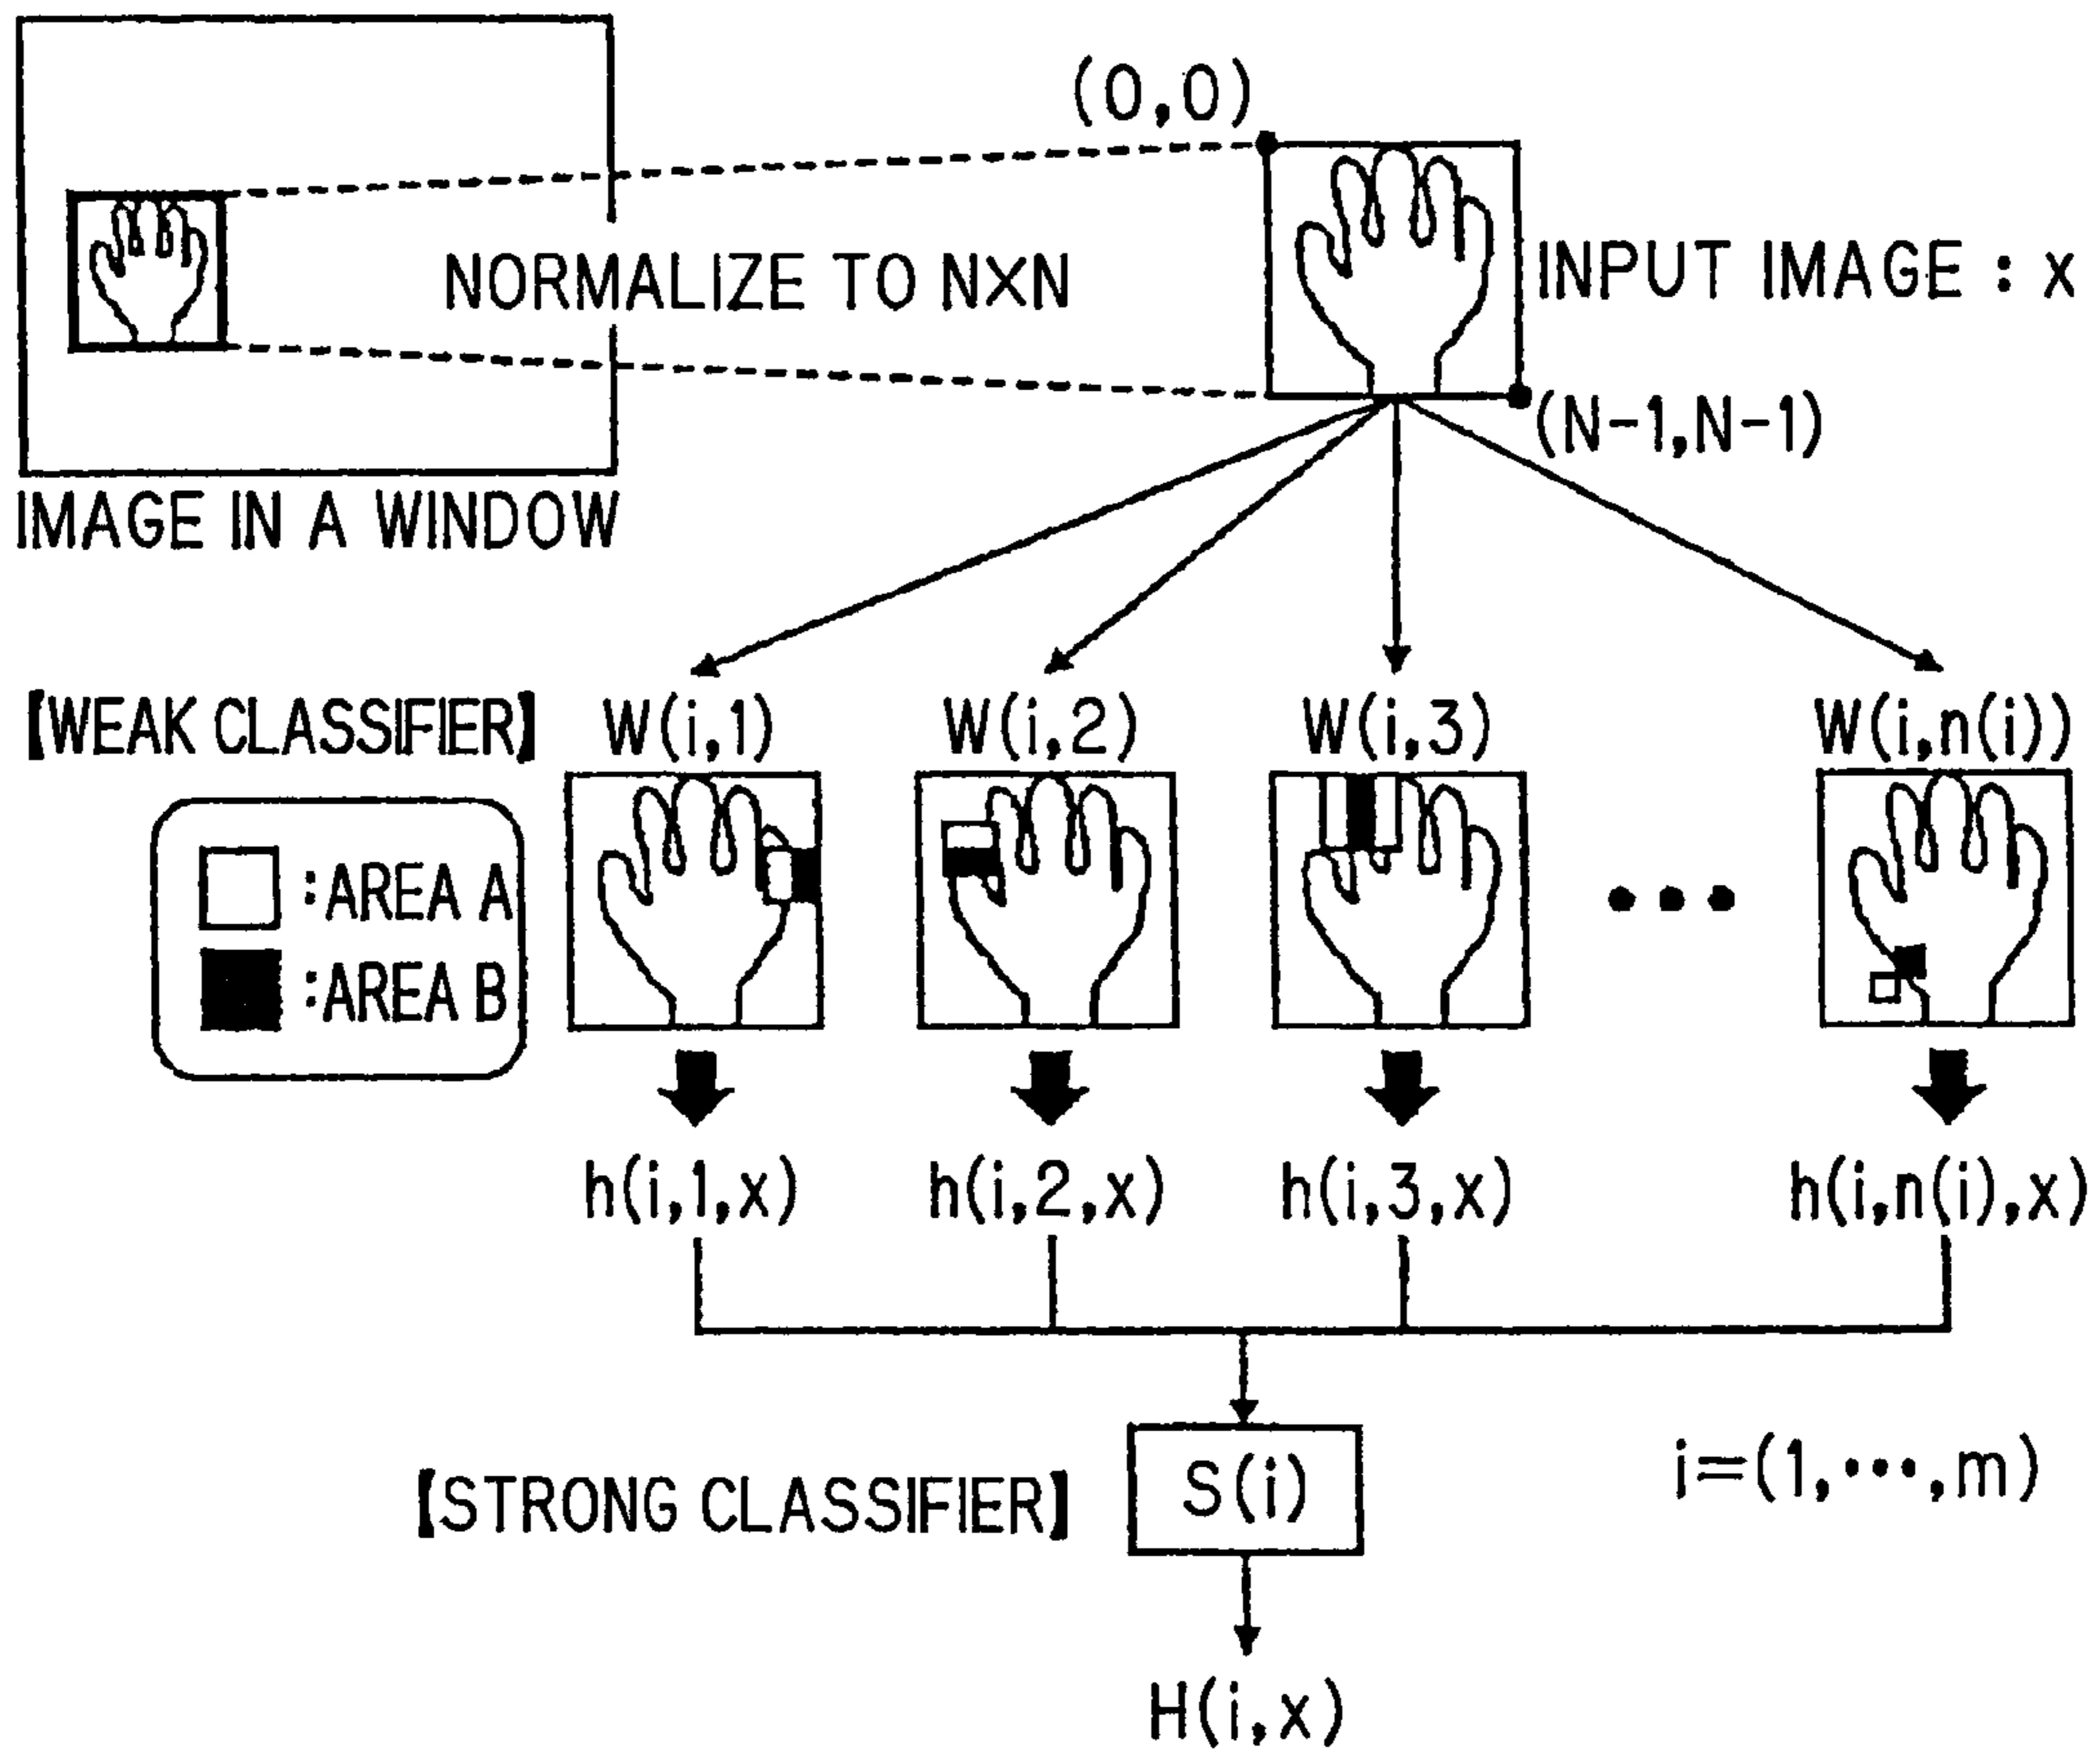 (0,0)
NORMALIZE TO N×N
INPUT IMAGE : x
(N-1,N-1)
IMAGE IN A WINDOW
【WEAK CLASSIFIER】 W(i,1) W(i,2) W(i,3) W(i,n(i))
:AREA A
:AREA B
h(i,1,x) h(i,2,x) h(i,3,x) h(i,n(i),x)
【STRONG CLASSIFIER】 S(i) i=(1,⋯,m)
H(i,x)